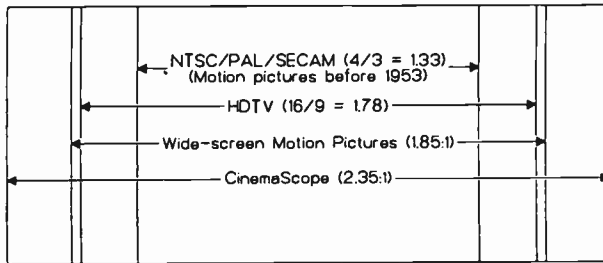 NTSC/PAL/SECAM (4/3 = 1.33)
(Motion pictures before 1953)
HDTV (16/9 = 1.78)
Wide-screen Motion Pictures (1.85:1)
CinemaScope (2.35:1)